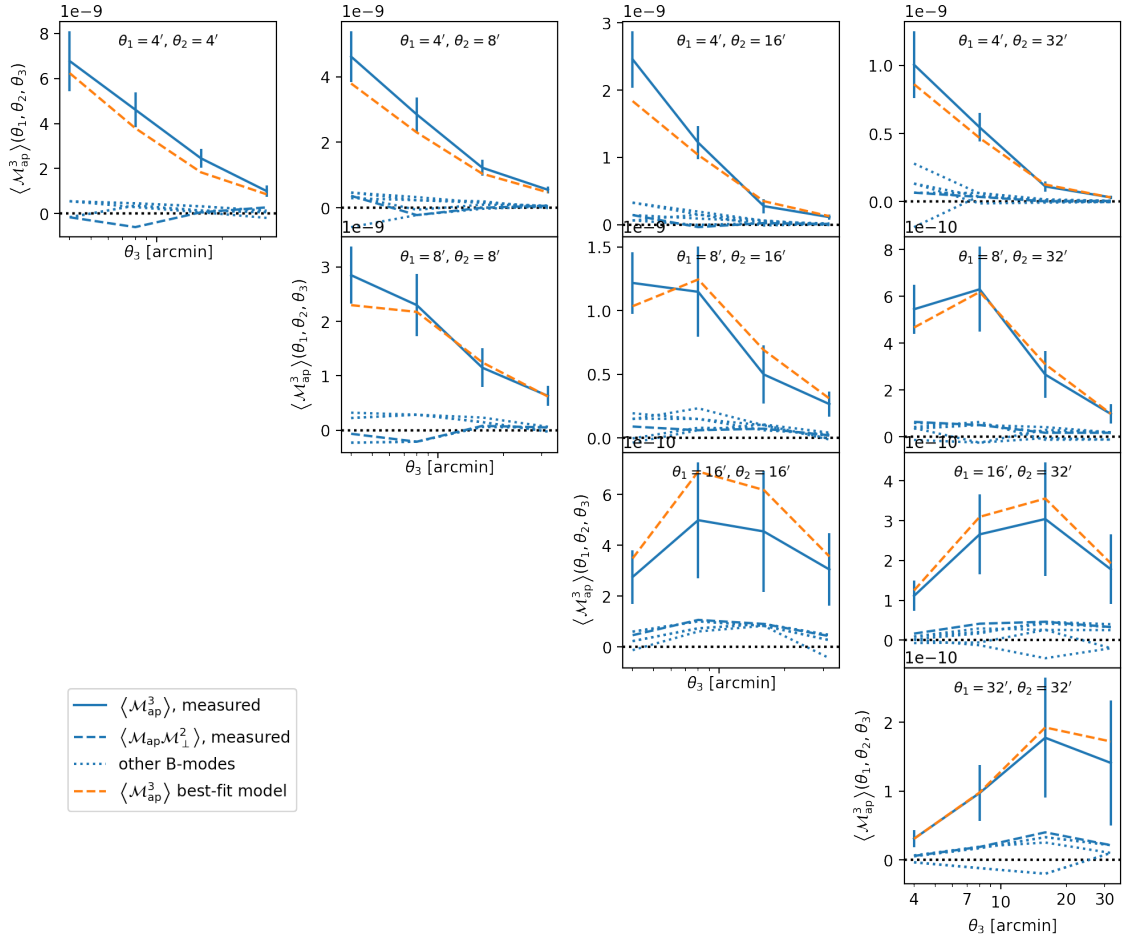 1e−9 1e−9 1e−9 1e−9
θ₁ = 4′, θ₂ = 4′ θ₁ = 4′, θ₂ = 8′ θ₁ = 4′, θ₂ = 16′ θ₁ = 4′, θ₂ = 32′
⟨ℳ³ap⟩(θ₁, θ₂, θ₃)
8
6
4
2
0
θ₃ [arcmin]
4
2
0
3
2
1
0
1.0
0.5
0.0
1e−9 1e−9 1e−10
θ₁ = 8′, θ₂ = 8′ θ₁ = 8′, θ₂ = 16′ θ₁ = 8′, θ₂ = 32′
⟨ℳ³ap⟩(θ₁, θ₂, θ₃)
3
2
1
0
θ₃ [arcmin]
1.5
1.0
0.5
0.0
8
6
4
2
0
1e−10 1e−10
θ₁ = 16′, θ₂ = 16′ θ₁ = 16′, θ₂ = 32′
⟨ℳ³ap⟩(θ₁, θ₂, θ₃)
6
4
2
0
θ₃ [arcmin]
4
3
2
1
0
1e−10
θ₁ = 32′, θ₂ = 32′
⟨ℳ³ap⟩(θ₁, θ₂, θ₃)
2
1
0
4 7 10 20 30
θ₃ [arcmin]
⟨ℳ³ap⟩, measured
⟨ℳapℳ²⊥⟩, measured
other B-modes
⟨ℳ³ap⟩ best-fit model